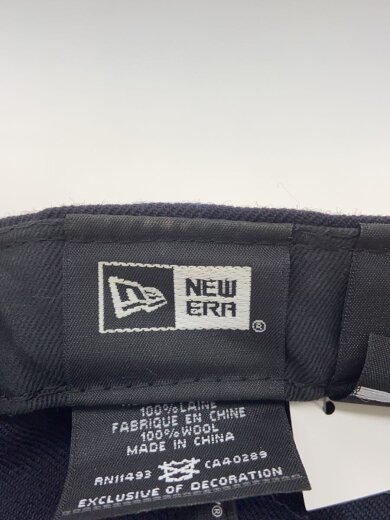 NEW
ERA
®
100% LAINE
FABRIQUE EN CHINE
100% WOOL
MADE IN CHINA
RN11493 CA40289
EXCLUSIVE OF DECORATION
®